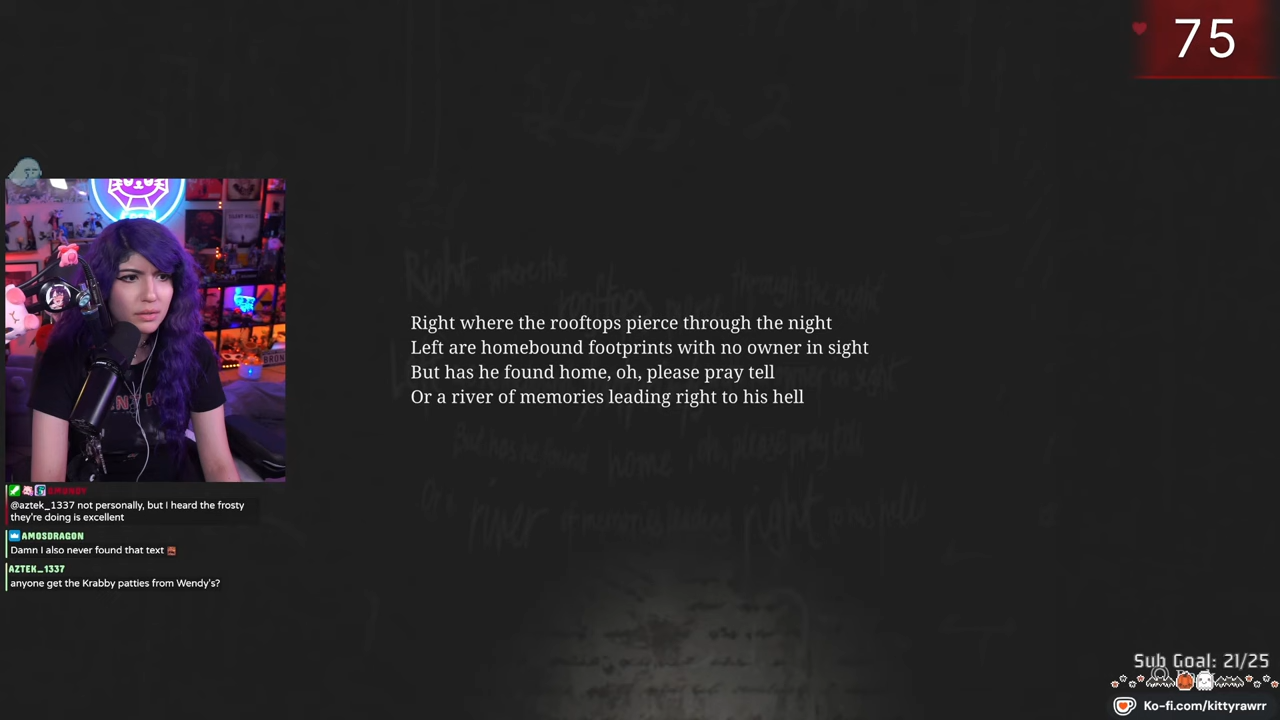 75
Right where the rooftops pierce through the night
Left are homebound footprints with no owner in sight
But has he found home, oh, please pray tell
Or a river of memories leading right to his hell
@aztek_1337 not personally, but I heard the frosty
they're doing is excellent
AMOSDRAGON
Damn I also never found that text
AZTEK_1337
anyone get the Krabby patties from Wendy's?
Sub Goal: 21/25
Ko-fi.com/kittyrawrr